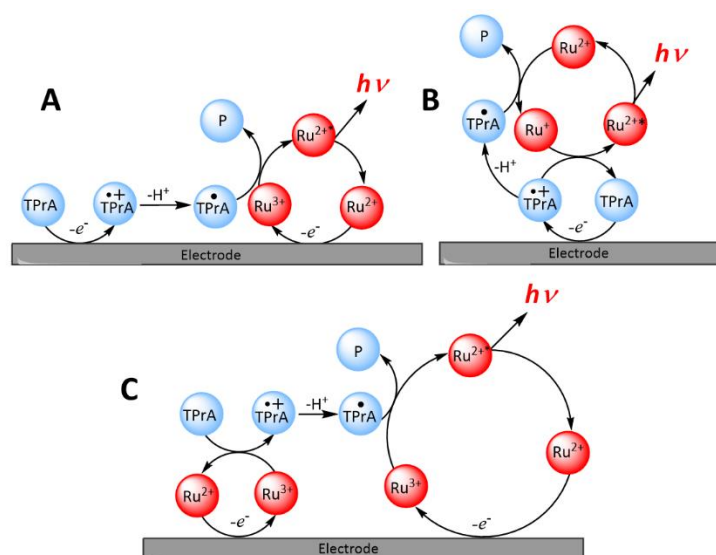 A
hν
P
Ru2+*
TPrA
•+
TPrA
-H+
•
TPrA
Ru3+
Ru2+
-e-
-e-
Electrode
B
P
Ru2+
hν
•
TPrA
Ru+
Ru2+*
-H+
•+
TPrA
TPrA
-e-
Electrode
C
hν
P
Ru2+*
TPrA
•+
TPrA
-H+
•
TPrA
Ru2+
Ru2+
Ru3+
Ru3+
-e-
-e-
Electrode